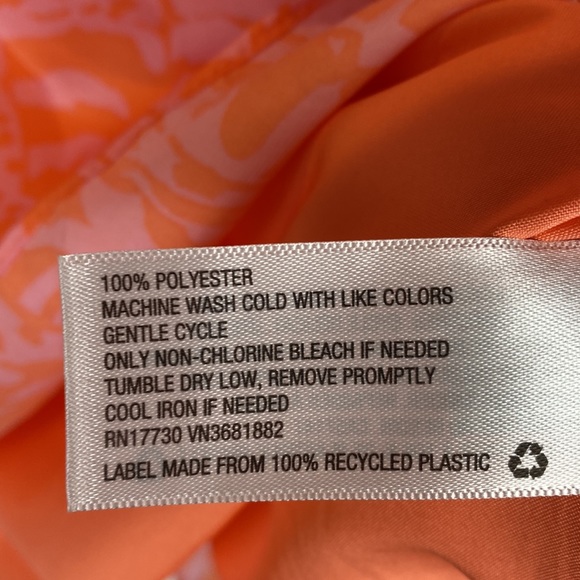 100% POLYESTER
MACHINE WASH COLD WITH LIKE COLORS
GENTLE CYCLE
ONLY NON-CHLORINE BLEACH IF NEEDED
TUMBLE DRY LOW, REMOVE PROMPTLY
COOL IRON IF NEEDED
RN17730 VN3681882
LABEL MADE FROM 100% RECYCLED PLASTIC